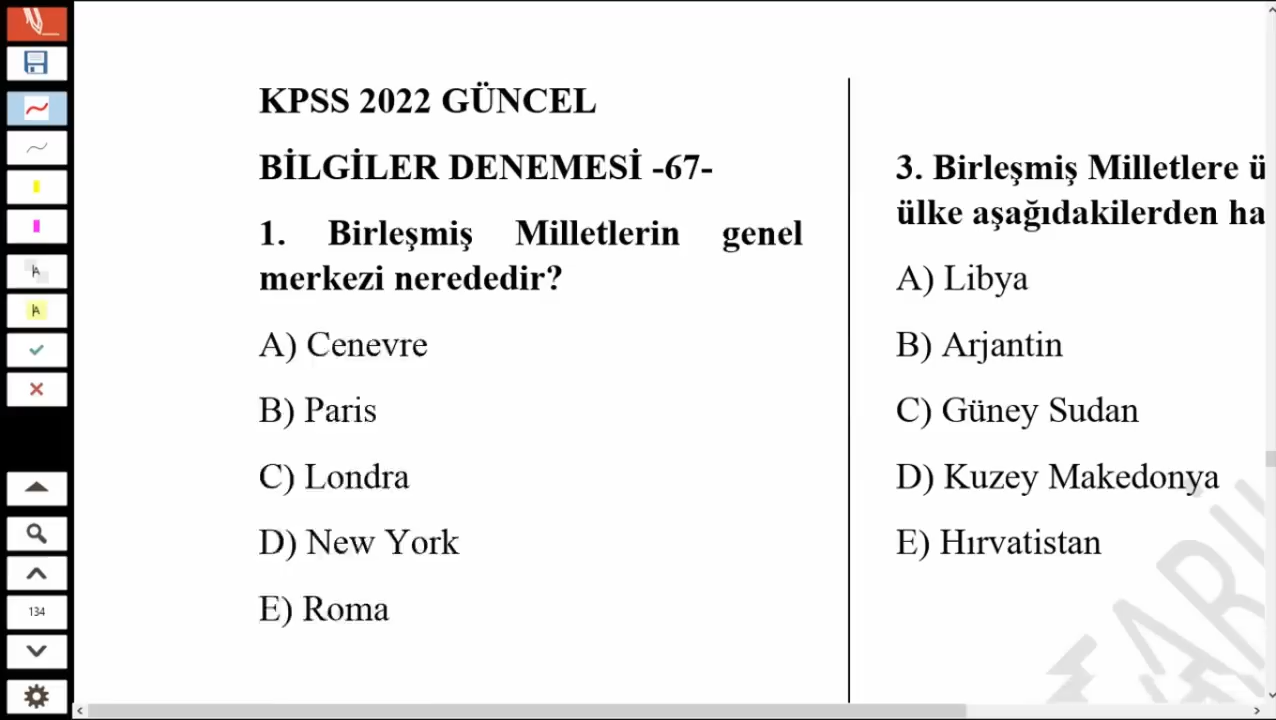 KPSS 2022 GÜNCEL
BİLGİLER DENEMESİ -67-
1. Birleşmiş Milletlerin genel
merkezi nerededir?
A) Cenevre
B) Paris
C) Londra
D) New York
E) Roma
3. Birleşmiş Milletlere ü
ülke aşağıdakilerden ha
A) Libya
B) Arjantin
C) Güney Sudan
D) Kuzey Makedonya
E) Hırvatistan
134